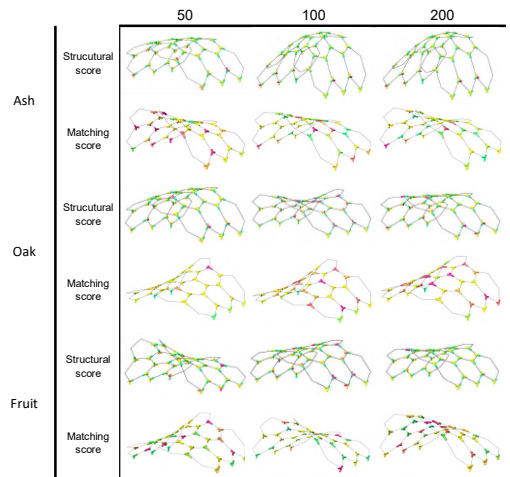 50 100 200
Ash
Strucutural
score
Matching
score
Oak
Strucutural
score
Matching
score
Fruit
Structural
score
Matching
score